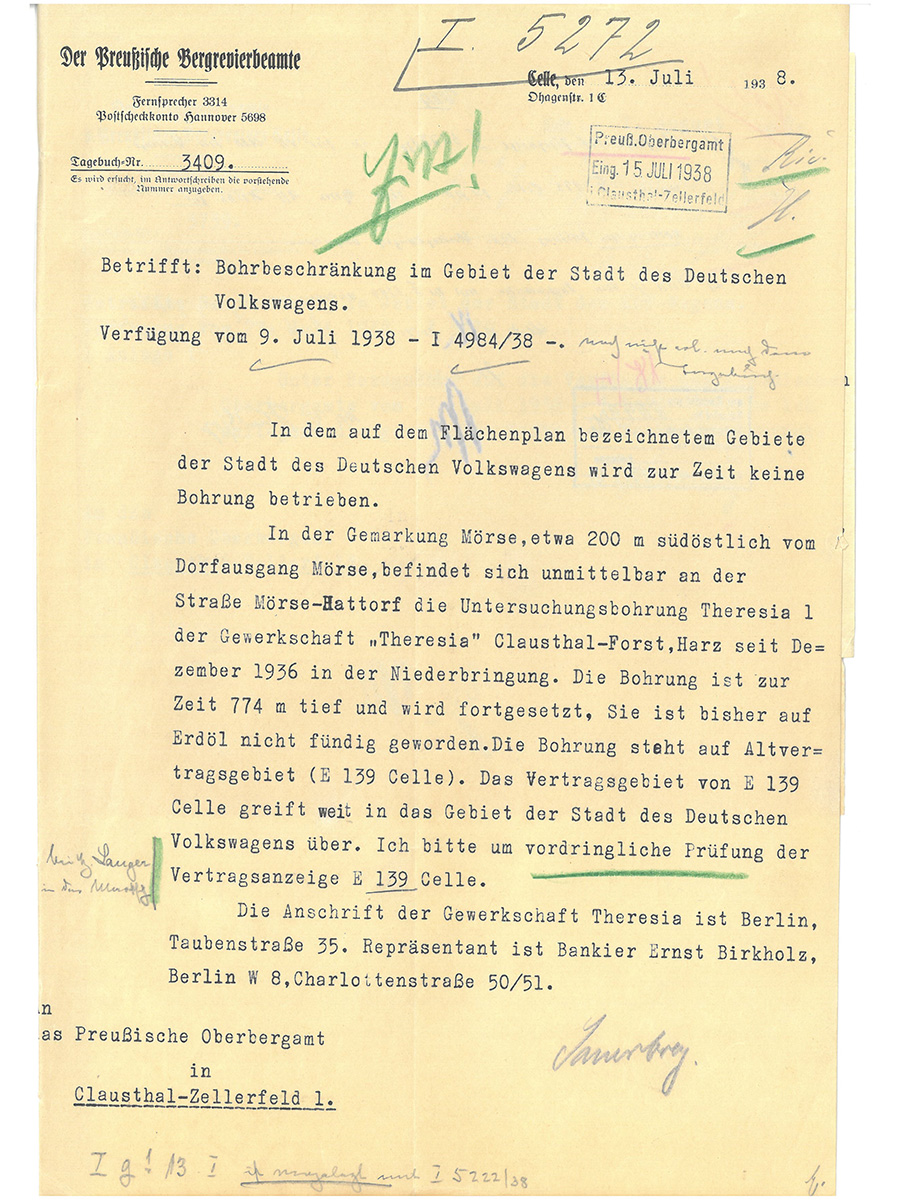 I. 5272
Der Preußische Bergrevierbeamte
Fernsprecher 3314
Postscheckkonto Hannover 5698
Tagebuch-Nr. 3409.
Es wird ersucht, im Antwortschreiben die vorstehende
Nummer anzugeben.
Celle, den 13. Juli 1938.
Ohagenstr. 1 C
Preuß. Oberbergamt
Eing. 15 JULI 1938
Clausthal-Zellerfeld
Betrifft: Bohrbeschränkung im Gebiet der Stadt des Deutschen
Volkswagens.
Verfügung vom 9. Juli 1938 - I 4984/38 -.
In dem auf dem Flächenplan bezeichnetem Gebiete
der Stadt des Deutschen Volkswagens wird zur Zeit keine
Bohrung betrieben.
In der Gemarkung Mörse,etwa 200 m südöstlich vom
Dorfausgang Mörse,befindet sich unmittelbar an der
Straße Mörse-Hattorf die Untersuchungsbohrung Theresia 1
der Gewerkschaft „Theresia" Clausthal-Forst,Harz seit De=
zember 1936 in der Niederbringung. Die Bohrung ist zur
Zeit 774 m tief und wird fortgesetzt, Sie ist bisher auf
Erdöl nicht fündig geworden.Die Bohrung steht auf Altver=
tragsgebiet (E 139 Celle). Das Vertragsgebiet von E 139
Celle greift weit in das Gebiet der Stadt des Deutschen
Volkswagens über. Ich bitte um vordringliche Prüfung der
Vertragsanzeige E 139 Celle.
Die Anschrift der Gewerkschaft Theresia ist Berlin,
Taubenstraße 35. Repräsentant ist Bankier Ernst Birkholz,
Berlin W 8,Charlottenstraße 50/51.
n
as Preußische Oberbergamt
in
Clausthal-Zellerfeld 1.
I 5222/38